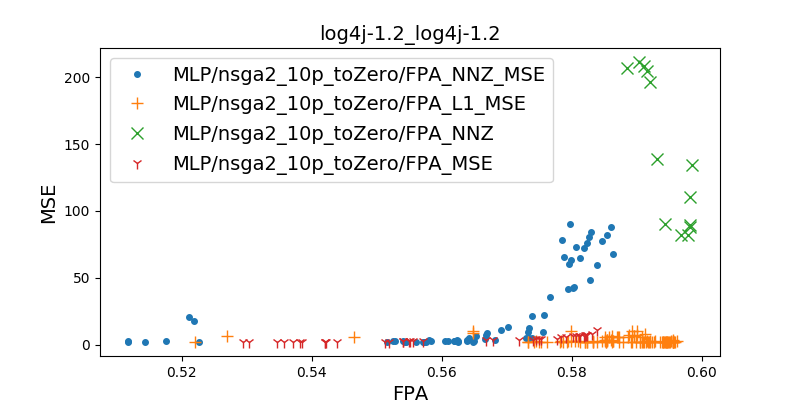 log4j-1.2_log4j-1.2
MLP/nsga2_10p_toZero/FPA_NNZ_MSE
MLP/nsga2_10p_toZero/FPA_L1_MSE
MLP/nsga2_10p_toZero/FPA_NNZ
MLP/nsga2_10p_toZero/FPA_MSE
MSE
200
150
100
50
0
0.52 0.54 0.56 0.58 0.60
FPA